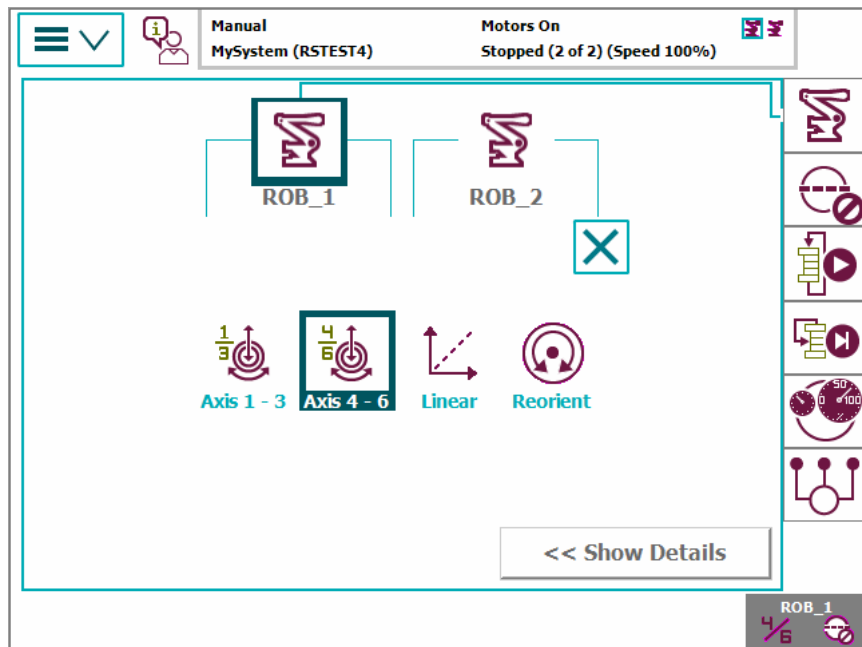 Manual Motors On
MySystem (RSTEST4) Stopped (2 of 2) (Speed 100%)
ROB_1 ROB_2
1
3
4
6
Axis 1 - 3 Axis 4 - 6 Linear Reorient
50
0 100
<< Show Details
ROB_1
4/6